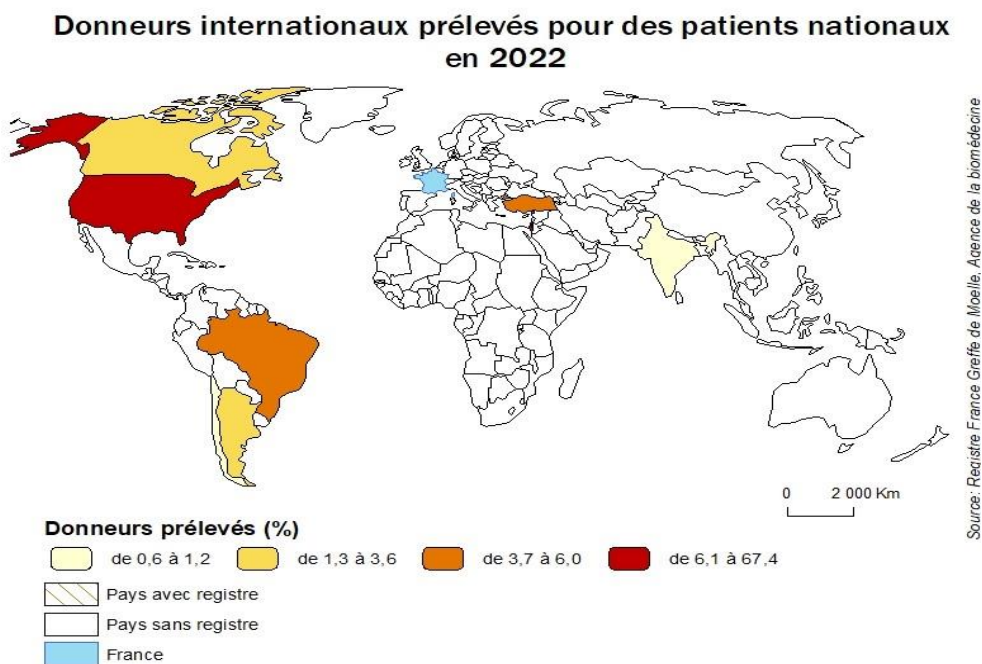 Donneurs internationaux prélevés pour des patients nationaux
en 2022
Source: Registre France Greffe de Moelle, Agence de la biomédecine
0 2 000 Km
Donneurs prélevés (%)
de 0,6 à 1,2 de 1,3 à 3,6 de 3,7 à 6,0 de 6,1 à 67,4
Pays avec registre
Pays sans registre
France